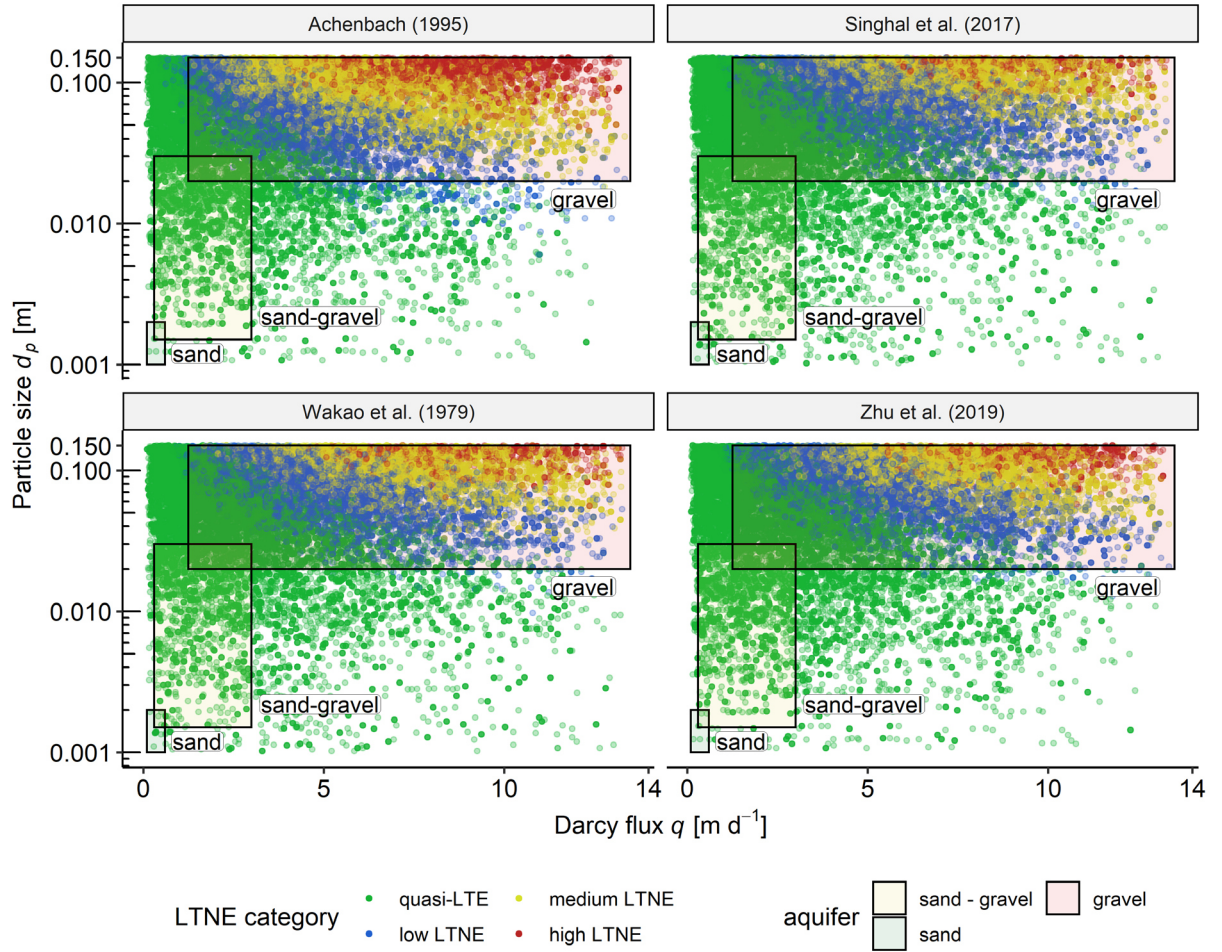 Achenbach (1995)
Singhal et al. (2017)
0.150
0.100
0.010
0.001
gravel
sand-gravel
sand
gravel
sand-gravel
sand
Particle size dₚ [m]
Wakao et al. (1979)
Zhu et al. (2019)
0.150
0.100
0.010
0.001
gravel
sand-gravel
sand
gravel
sand-gravel
sand
0 5 10 14
0 5 10 14
Darcy flux q [m d⁻¹]
LTNE category
quasi-LTE
medium LTNE
low LTNE
high LTNE
aquifer
sand - gravel
gravel
sand